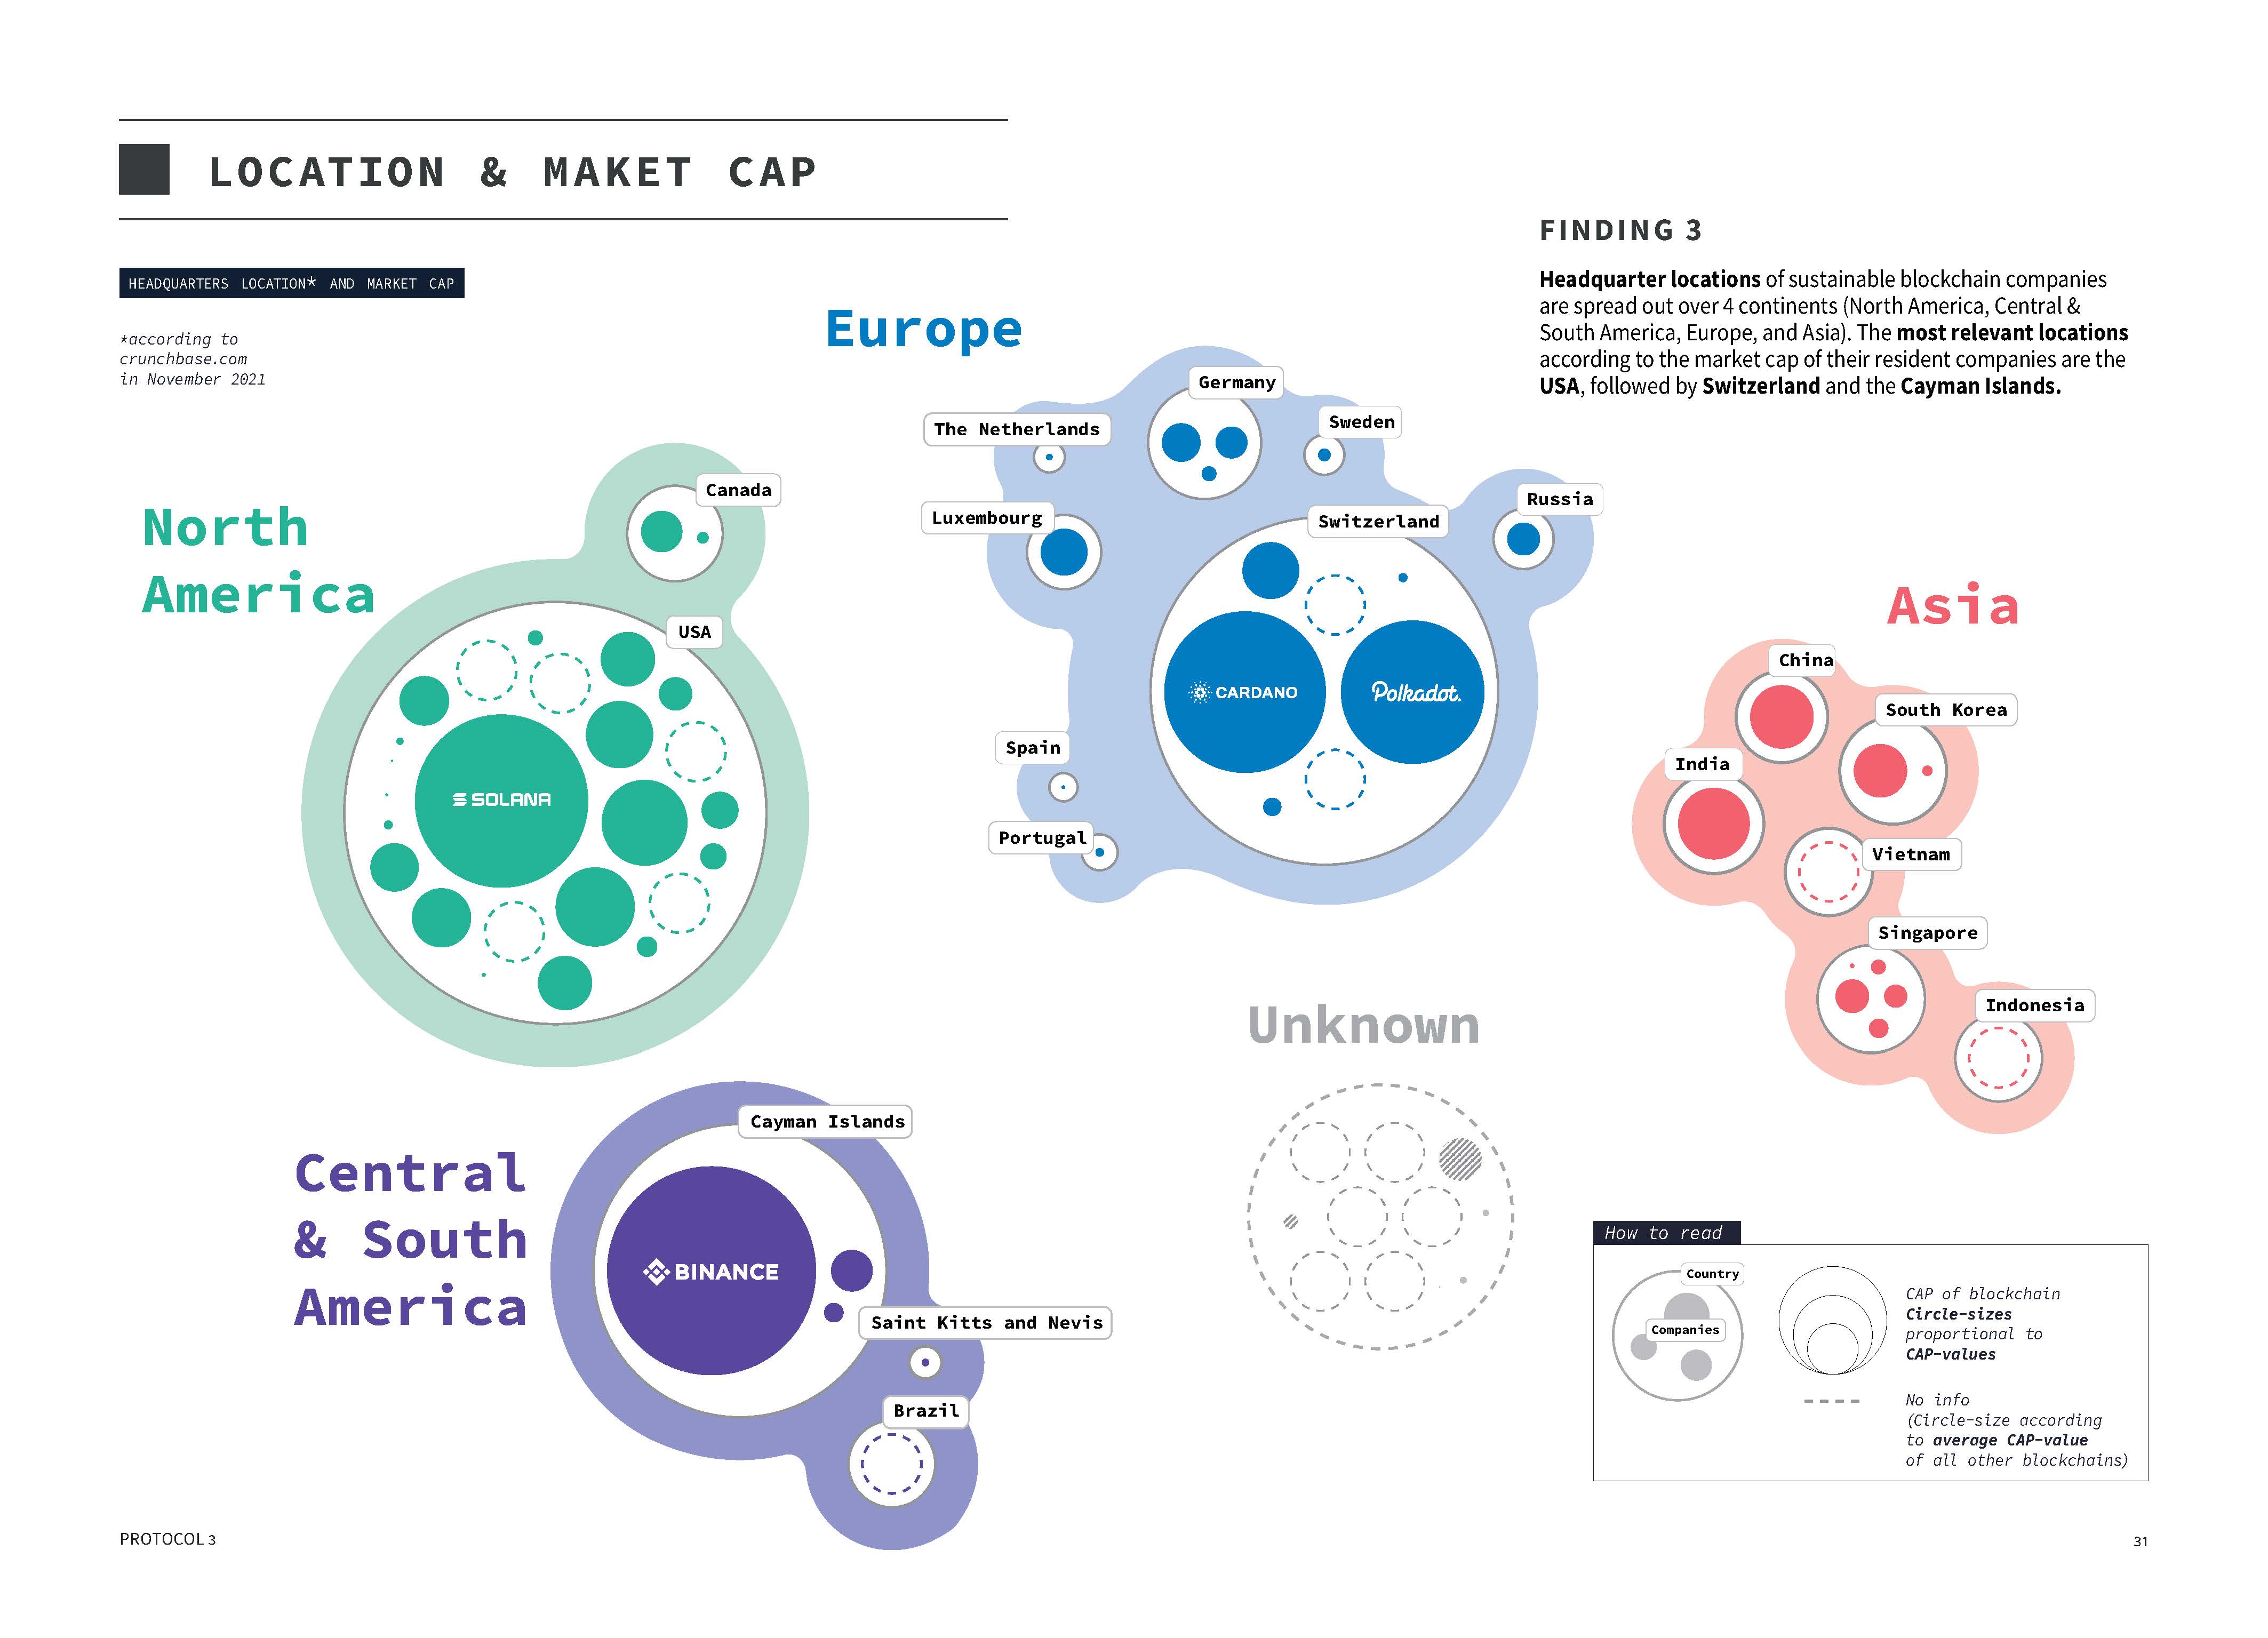 LOCATION & MAKET CAP
HEADQUARTERS LOCATION* AND MARKET CAP
*according to
crunchbase.com
in November 2021
FINDING 3
Headquarter locations of sustainable blockchain companies
are spread out over 4 continents (North America, Central &
South America, Europe, and Asia). The most relevant locations
according to the market cap of their resident companies are the
USA, followed by Switzerland and the Cayman Islands.
North
America
Canada
USA
SOLANA
Europe
Germany
The Netherlands
Sweden
Luxembourg
Switzerland
Russia
CARDANO
Polkadot.
Spain
Portugal
Asia
China
South Korea
India
Vietnam
Singapore
Indonesia
Central
& South
America
Cayman Islands
BINANCE
Saint Kitts and Nevis
Brazil
Unknown
How to read
Country
Companies
CAP of blockchain
Circle-sizes
proportional to
CAP-values
No info
(Circle-size according
to average CAP-value
of all other blockchains)
PROTOCOL 3
31